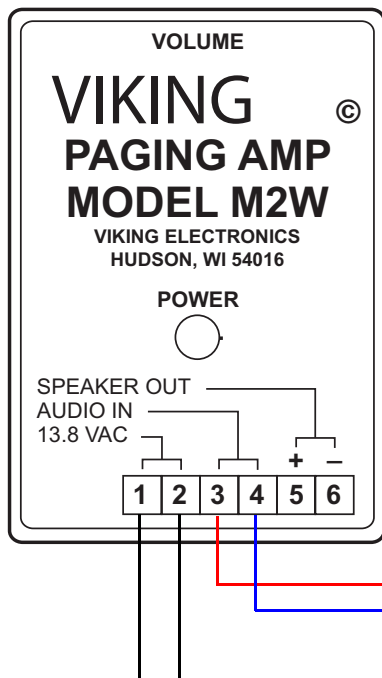 VOLUME
VIKING ©
PAGING AMP
MODEL M2W
VIKING ELECTRONICS
HUDSON, WI 54016
POWER
SPEAKER OUT
AUDIO IN
13.8 VAC
+ –
1 2 3 4 5 6